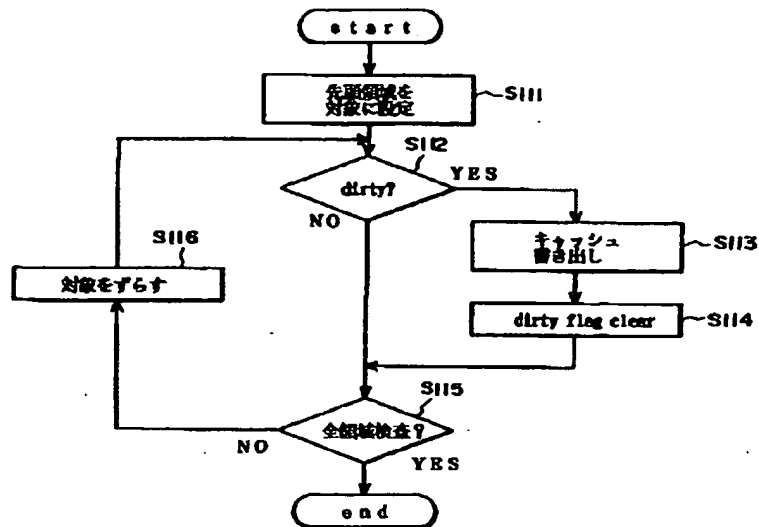 start
先頭領域を
対象に設定
S111
S112
dirty?
YES
NO
キャッシュ
書き出し
S113
S116
対象をずらす
dirty flag clear
S114
S115
全領域検査?
NO
YES
end